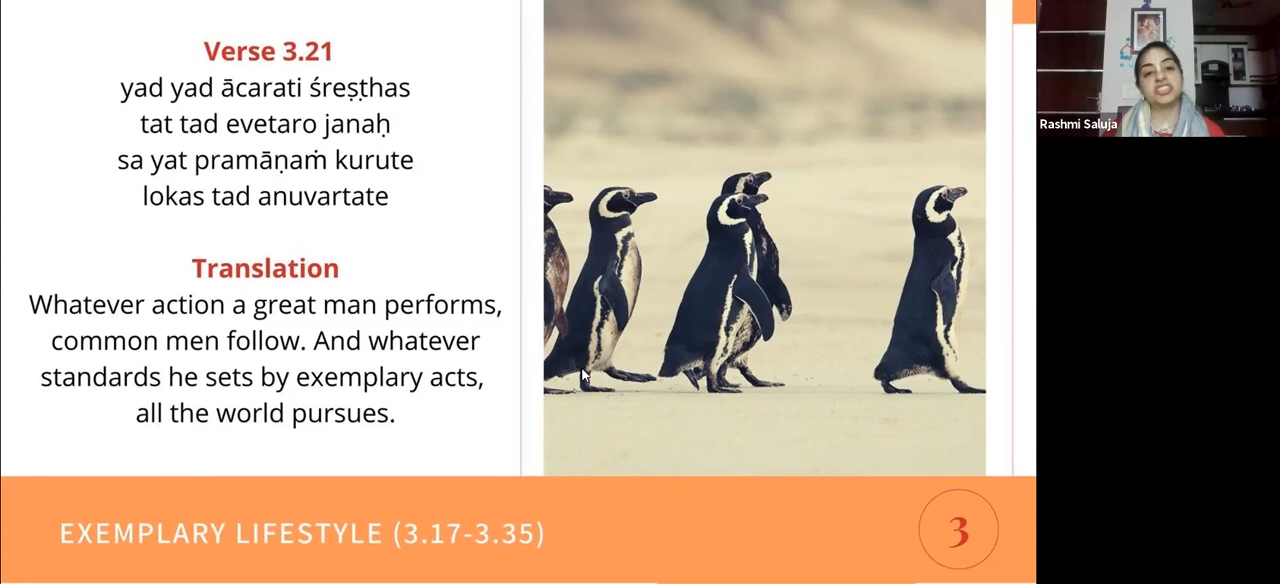 Verse 3.21
yad yad ācarati śreṣṭhas
tat tad evetaro janaḥ
sa yat pramāṇaṁ kurute
lokas tad anuvartate
Translation
Whatever action a great man performs,
common men follow. And whatever
standards he sets by exemplary acts,
all the world pursues.
EXEMPLARY LIFESTYLE (3.17-3.35)
3
Rashmi Saluja